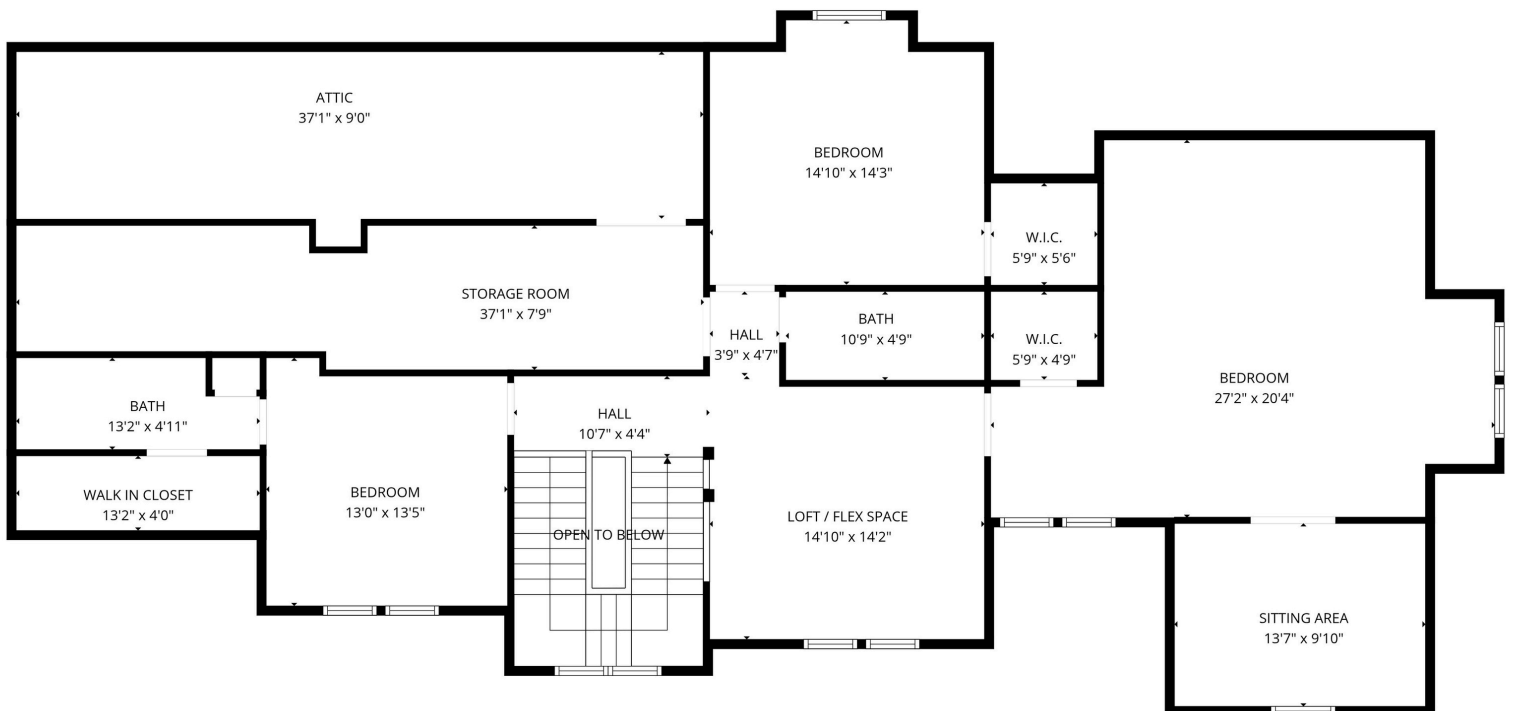 ATTIC
37'1" x 9'0"
BEDROOM
14'10" x 14'3"
W.I.C.
5'9" x 5'6"
STORAGE ROOM
37'1" x 7'9"
HALL
3'9" x 4'7"
BATH
10'9" x 4'9"
W.I.C.
5'9" x 4'9"
BEDROOM
27'2" x 20'4"
BATH
13'2" x 4'11"
HALL
10'7" x 4'4"
WALK IN CLOSET
13'2" x 4'0"
BEDROOM
13'0" x 13'5"
OPEN TO BELOW
LOFT / FLEX SPACE
14'10" x 14'2"
SITTING AREA
13'7" x 9'10"